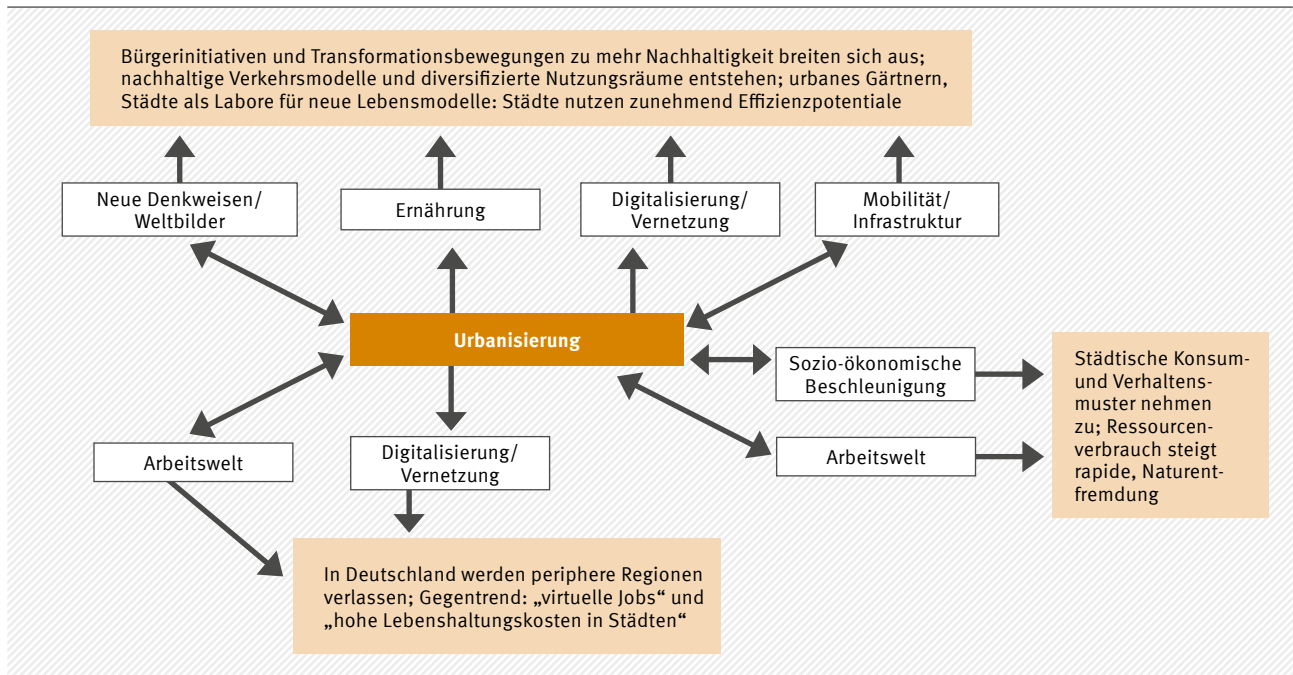 Bürgerinitiativen und Transformationsbewegungen zu mehr Nachhaltigkeit breiten sich aus;
nachhaltige Verkehrsmodelle und diversifizierte Nutzungsräume entstehen; urbanes Gärtnern,
Städte als Labore für neue Lebensmodelle: Städte nutzen zunehmend Effizienzpotentiale
Neue Denkweisen/
Weltbilder
Ernährung
Digitalisierung/
Vernetzung
Mobilität/
Infrastruktur
Urbanisierung
Sozio-ökonomische
Beschleunigung
Städtische Konsum-
und Verhaltens-
muster nehmen
zu; Ressourcen-
verbrauch steigt
rapide, Naturent-
fremdung
Arbeitswelt
Digitalisierung/
Vernetzung
Arbeitswelt
In Deutschland werden periphere Regionen
verlassen; Gegentrend: „virtuelle Jobs“ und
„hohe Lebenshaltungskosten in Städten“